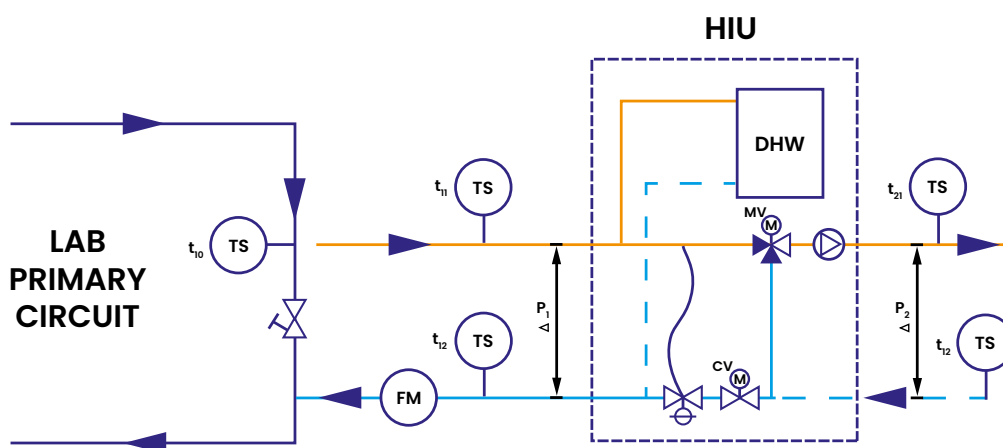 HIU
DHW
t11 TS
MV
M
t21 TS
t10 TS
LAB
PRIMARY
CIRCUIT
P1
Δ
P2
Δ
t12 TS
CV
M
t12 TS
FM